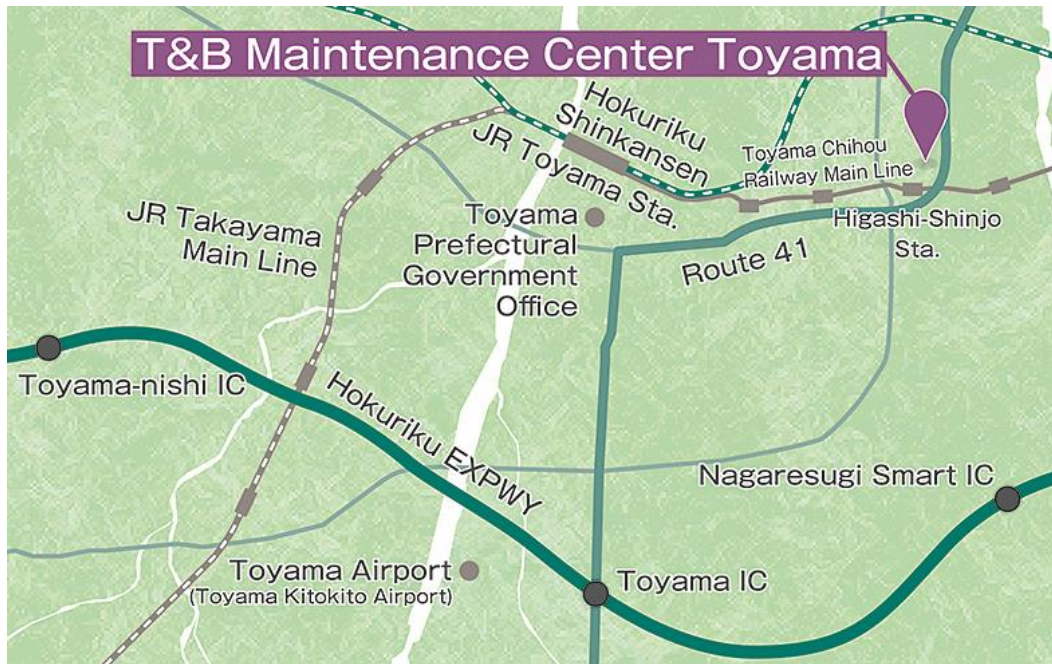 T&B Maintenance Center Toyama
Hokuriku
Shinkansen
JR Toyama Sta.
Toyama Chihou
Railway Main Line
JR Takayama
Main Line
Toyama
Prefectural
Government
Office
Higashi-Shinjo
Sta.
Route 41
Toyama-nishi IC
Hokuriku EXPWY
Nagaresugi Smart IC
Toyama Airport
(Toyama Kitokito Airport)
Toyama IC